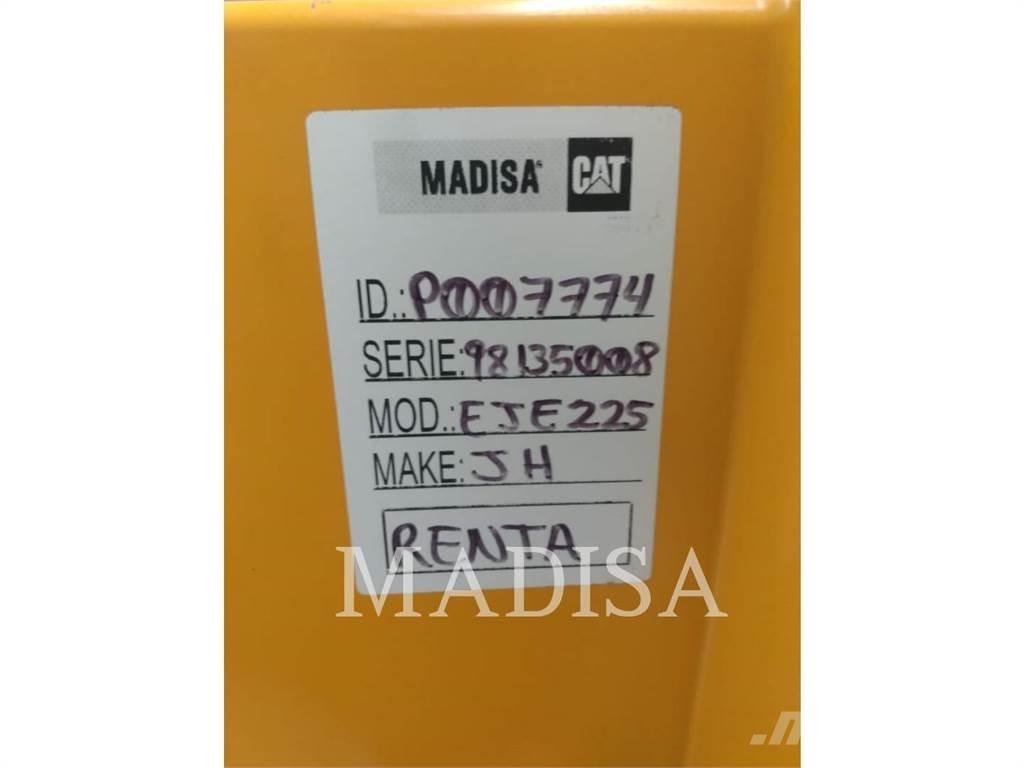 MADISA CAT
ID.: P007774
SERIE: 98135008
MOD.: EJE225
MAKE: JH
RENTA
MADISA